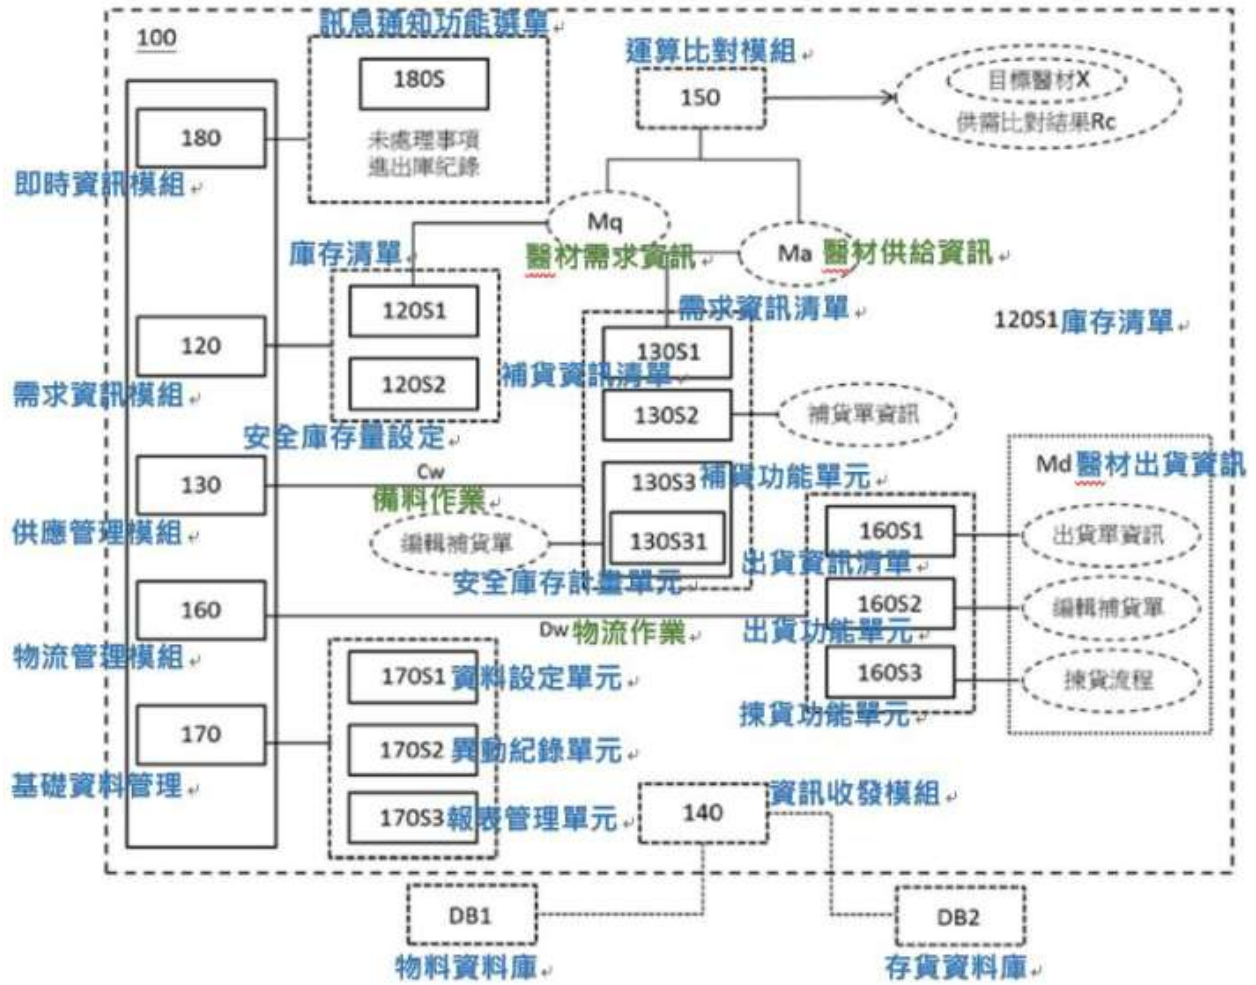 100
訊息通知功能選單
180S
未處理事項
進出庫紀錄
運算比對模組
150
目標醫材X
供需比對結果Rc
180
即時資訊模組
Mq
醫材需求資訊
Ma 醫材供給資訊
庫存清單
120S1
120S2
安全庫存量設定
120
需求資訊模組
需求資訊清單
130S1
補貨資訊清單
130S2
補貨單資訊
120S1庫存清單
130
供應管理模組
Cw
備料作業
130S3
補貨功能單元
130S31
編輯補貨單
安全庫存計畫單元
Md醫材出貨資訊
160S1
出貨單資訊
出貨資訊清單
160S2
編輯補貨單
出貨功能單元
160S3
揀貨流程
揀貨功能單元
160
物流管理模組
Dw物流作業
170S1
資料設定單元
170
基礎資料管理
170S2
異動紀錄單元
170S3
報表管理單元
140
資訊收發模組
DB1
物料資料庫
DB2
存貨資料庫